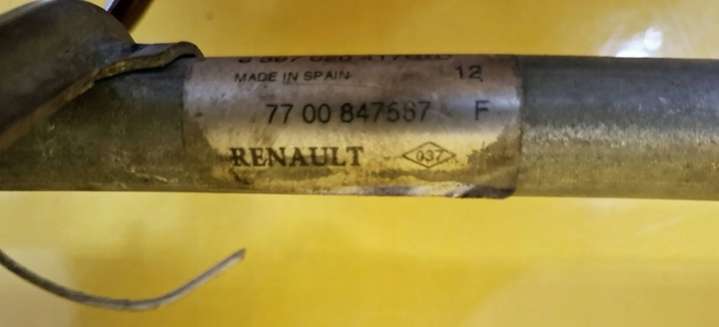 MADE IN SPAIN 12
77 00 847587 F
RENAULT 037